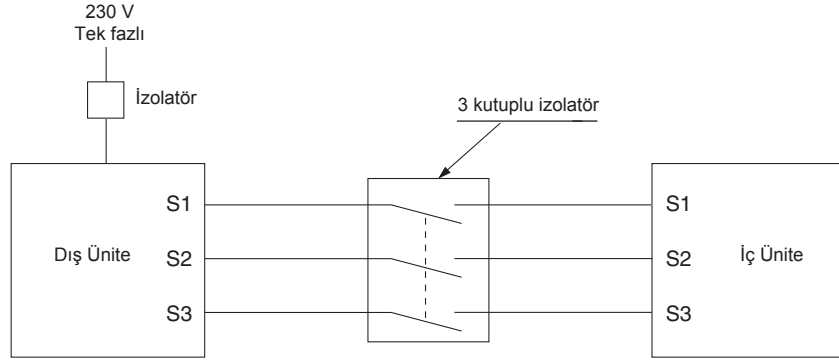 230 V
Tek fazlı
İzolatör
3 kutuplu izolatör
S1
S1
Dış Ünite
S2
S2
İç Ünite
S3
S3